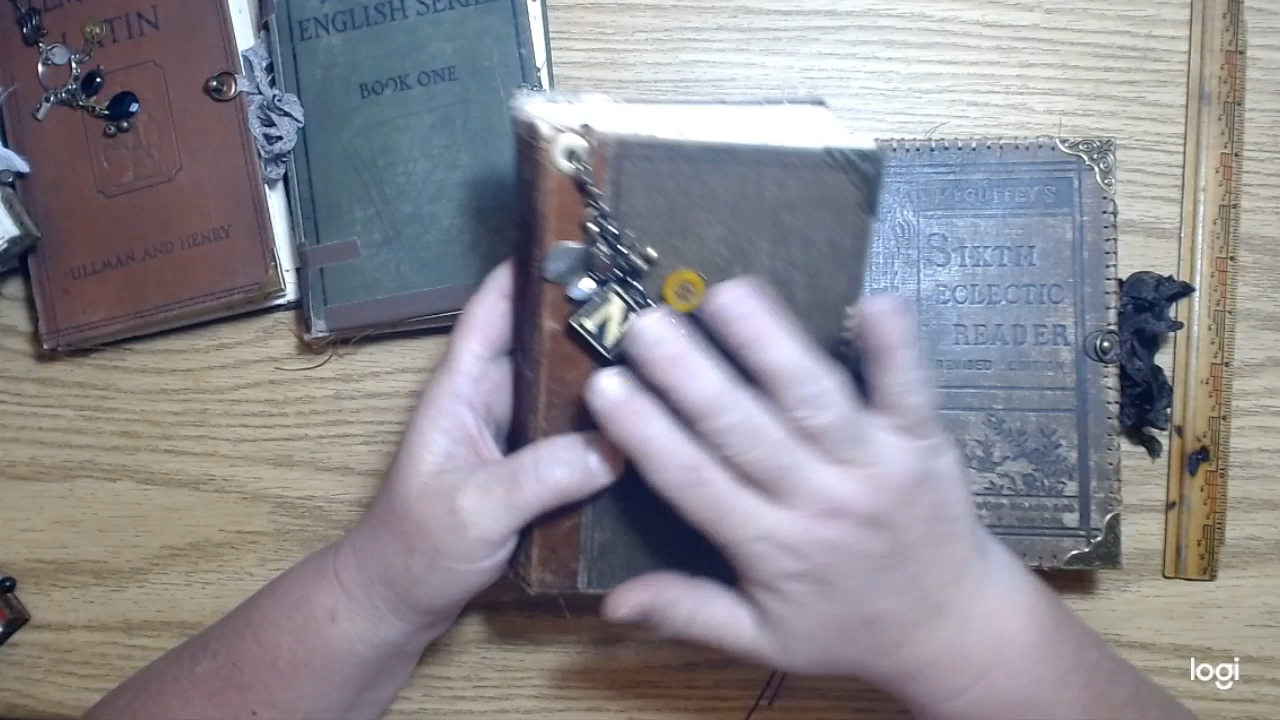 LATIN
ULLMAN AND HENRY
ENGLISH SERIES
BOOK ONE
N
MCGUFFEY'S
SIXTH
ECLECTIC
READER
REVISED EDITION
logi